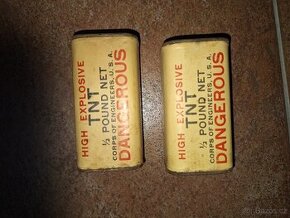 HIGH EXPLOSIVE
TNT
½ POUND NET
CORPS OF ENGINEERS, U.S.A.
DANGEROUS
HIGH EXPLOSIVE
TNT
½ POUND NET
CORPS OF ENGINEERS, U.S.A.
DANGEROUS